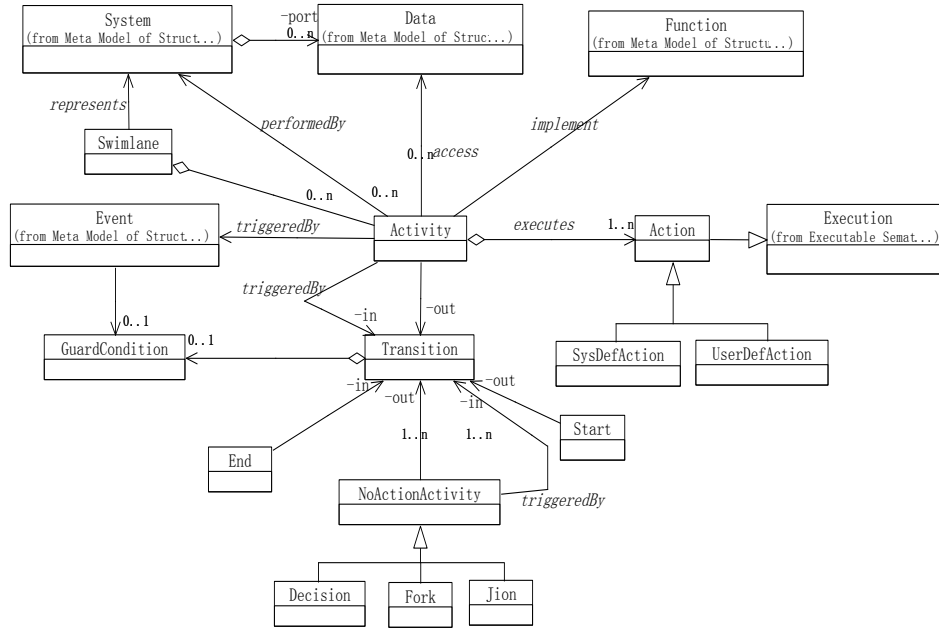 System
(from Meta Model of Struct...)
-port
0..n
Data
(from Meta Model of Struc...)
Function
(from Meta Model of Structu...)
represents
performedBy
implement
Swimlane
0..n
access
0..n
0..n
Event
(from Meta Model of Struct...)
triggeredBy
Activity
executes
1..n
Action
Execution
(from Executable Semat...)
triggeredBy
-in
-out
0..1
GuardCondition
0..1
Transition
SysDefAction
UserDefAction
-in
-out
-in
-out
1..n
1..n
Start
End
NoActionActivity
triggeredBy
Decision
Fork
Jion